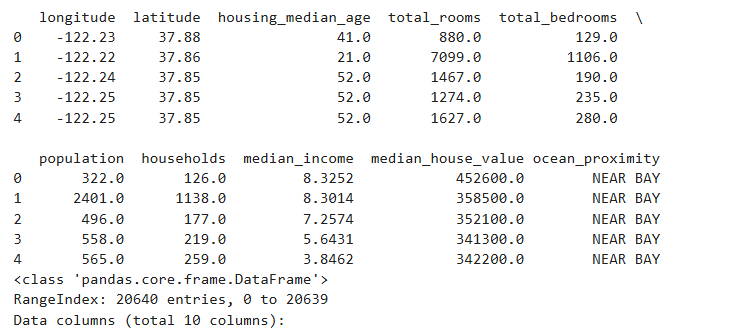 longitude latitude housing_median_age total_rooms total_bedrooms \
0 -122.23 37.88 41.0 880.0 129.0
1 -122.22 37.86 21.0 7099.0 1106.0
2 -122.24 37.85 52.0 1467.0 190.0
3 -122.25 37.85 52.0 1274.0 235.0
4 -122.25 37.85 52.0 1627.0 280.0
population households median_income median_house_value ocean_proximity
0 322.0 126.0 8.3252 452600.0 NEAR BAY
1 2401.0 1138.0 8.3014 358500.0 NEAR BAY
2 496.0 177.0 7.2574 352100.0 NEAR BAY
3 558.0 219.0 5.6431 341300.0 NEAR BAY
4 565.0 259.0 3.8462 342200.0 NEAR BAY
<class 'pandas.core.frame.DataFrame'>
RangeIndex: 20640 entries, 0 to 20639
Data columns (total 10 columns):